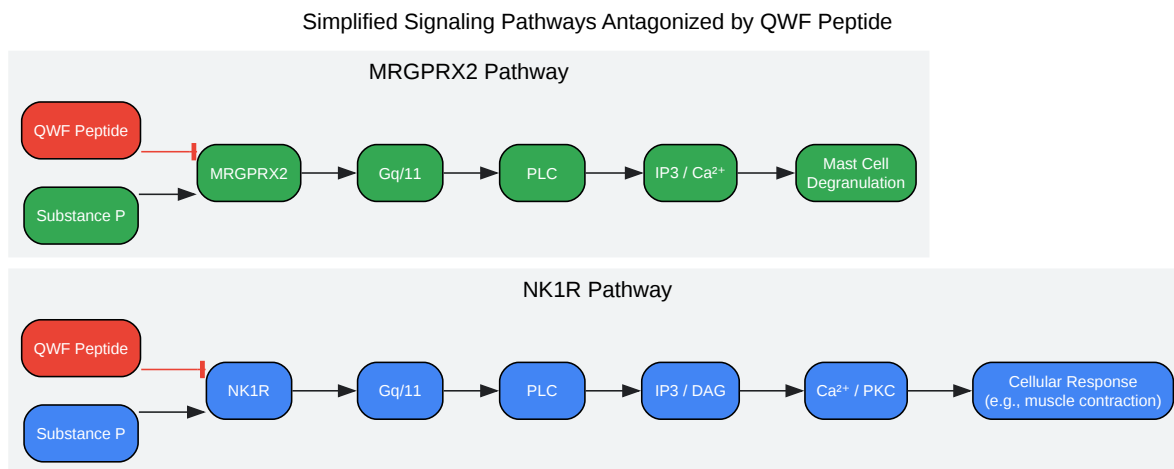 Simplified Signaling Pathways Antagonized by QWF Peptide
MRGPRX2 Pathway
QWF Peptide
Substance P
MRGPRX2
Gq/11
PLC
IP3 / Ca²⁺
Mast Cell
Degranulation
NK1R Pathway
QWF Peptide
Substance P
NK1R
Gq/11
PLC
IP3 / DAG
Ca²⁺ / PKC
Cellular Response
(e.g., muscle contraction)